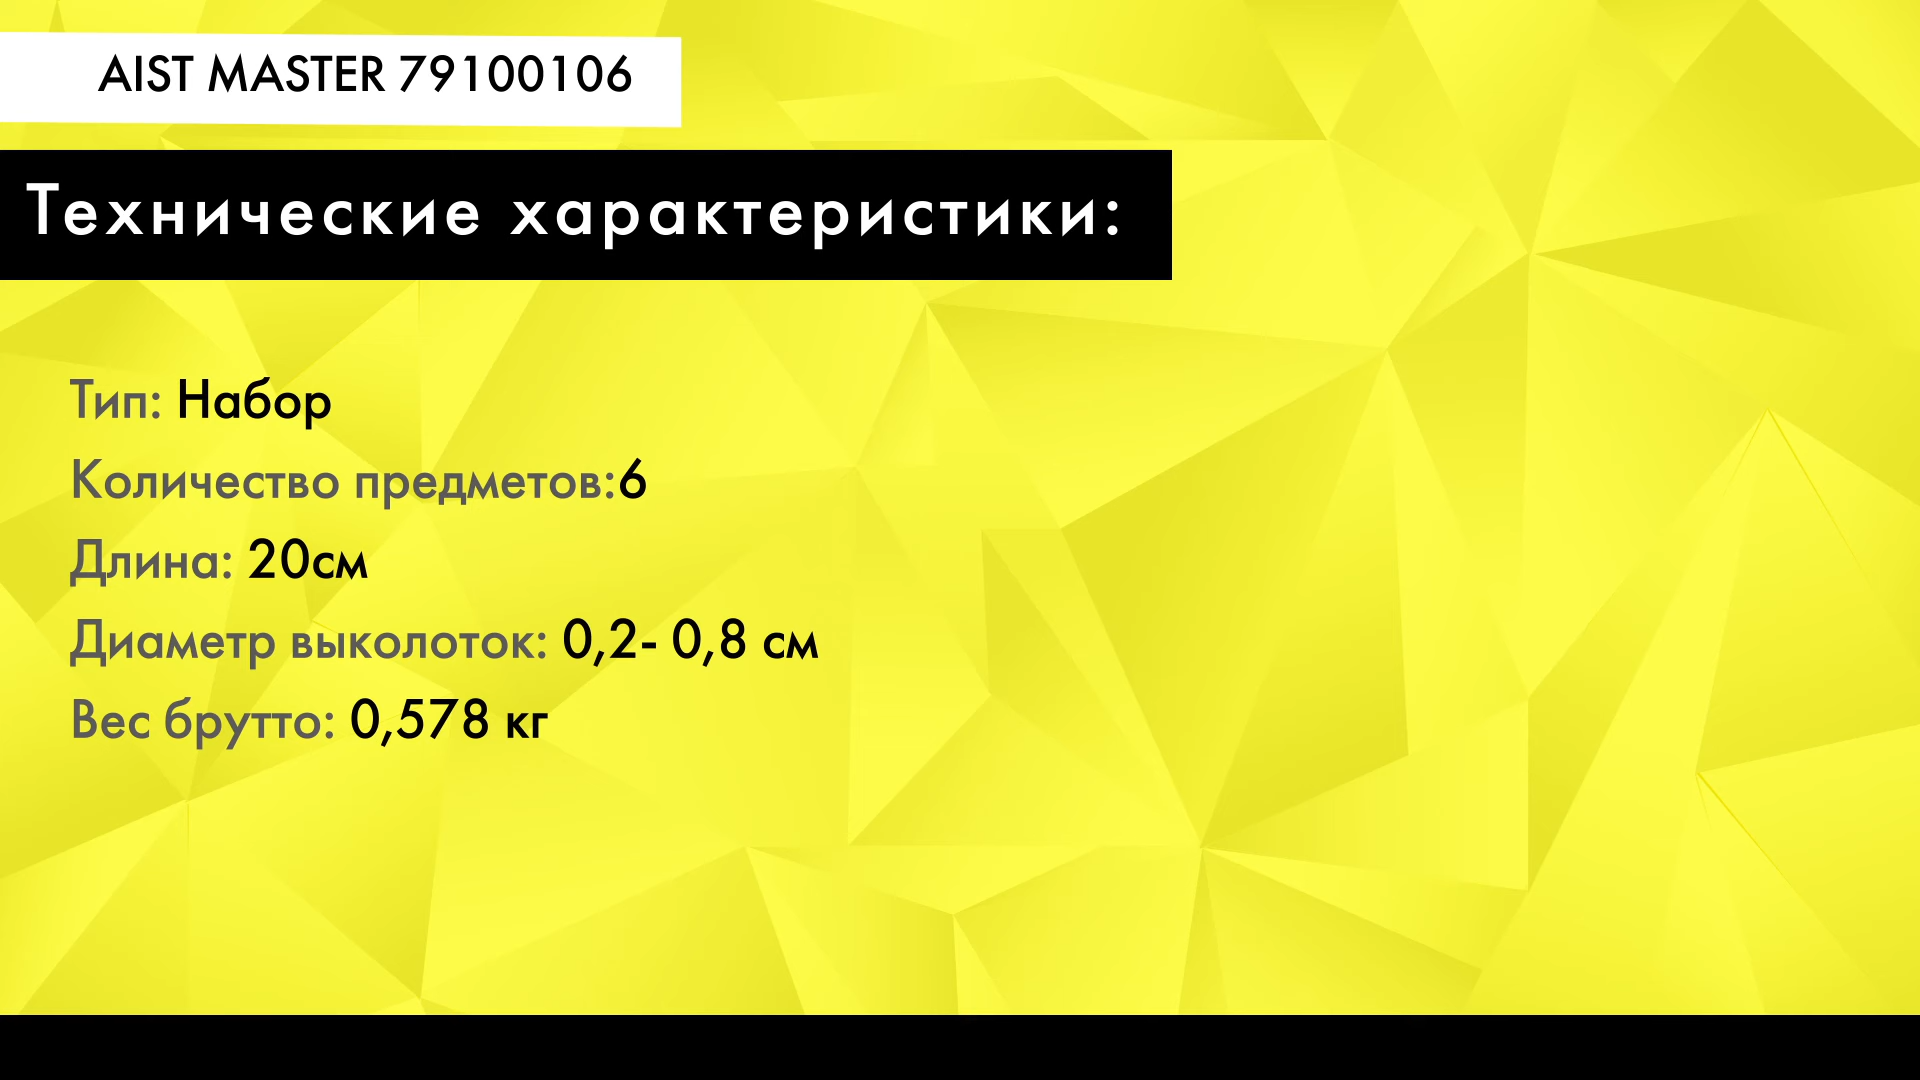 AIST MASTER 79100106
Технические характеристики:
Тип: Набор
Количество предметов:6
Длина: 20см
Диаметр выколоток: 0,2- 0,8 см
Вес брутто: 0,578 кг